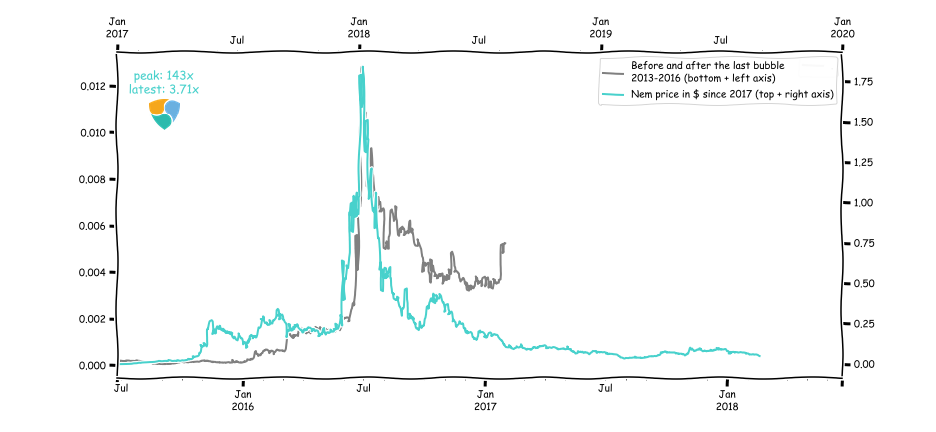 Jan
2017
Jul
Jan
2018
Jul
Jan
2019
Jul
Jan
2020
peak: 143x
latest: 3.71x
Before and after the last bubble
2013-2016 (bottom + left axis)
Nem price in $ since 2017 (top + right axis)
0,012
0,010
0,008
0,006
0,004
0,002
0,000
1.75
1.50
1.25
1.00
0.75
0.50
0.25
0.00
Jul
Jan
2016
Jul
Jan
2017
Jul
Jan
2018